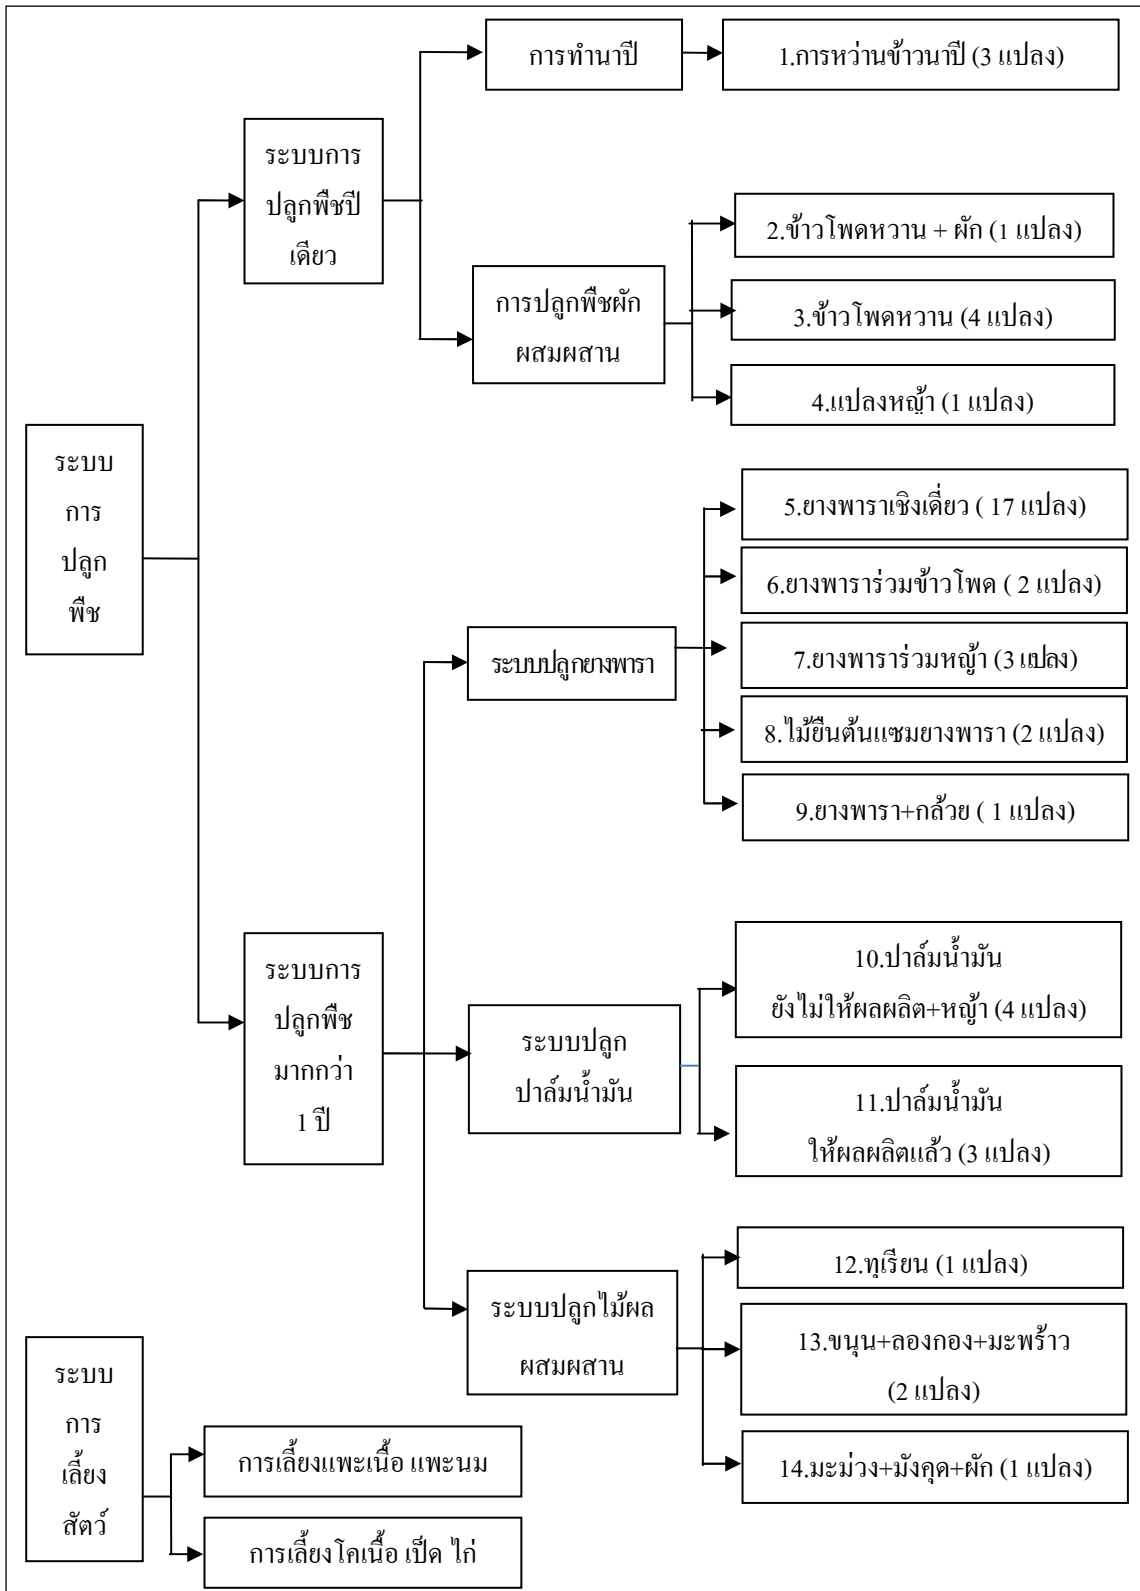 การทำนาปี
1.การหว่านข้าวนาปี (3 แปลง)
ระบบการ
ปลูกพืชปี
เดียว
2.ข้าวโพดหวาน + ผัก (1 แปลง)
การปลูกพืชผัก
ผสมผสาน
3.ข้าวโพดหวาน (4 แปลง)
4.แปลงหญ้า (1 แปลง)
ระบบ
การ
ปลูก
พืช
5.ยางพาราเชิงเดี่ยว ( 17 แปลง)
6.ยางพาราร่วมข้าวโพด ( 2 แปลง)
ระบบปลูกยางพารา
7.ยางพาราร่วมหญ้า (3 แปลง)
8.ไม้ยืนต้นแซมยางพารา (2 แปลง)
9.ยางพารา+กล้วย ( 1 แปลง)
ระบบการ
ปลูกพืช
มากกว่า
1 ปี
ระบบปลูก
ปาล์มน้ำมัน
10.ปาล์มน้ำมัน
ยังไม่ให้ผลผลิต+หญ้า (4 แปลง)
11.ปาล์มน้ำมัน
ให้ผลผลิตแล้ว (3 แปลง)
ระบบปลูกไม้ผล
ผสมผสาน
12.ทุเรียน (1 แปลง)
13.ขนุน+ลองกอง+มะพร้าว
(2 แปลง)
14.มะม่วง+มังคุด+ผัก (1 แปลง)
ระบบ
การ
เลี้ยง
สัตว์
การเลี้ยงแพะเนื้อ แพะนม
การเลี้ยงโคเนื้อ เป็ด ไก่